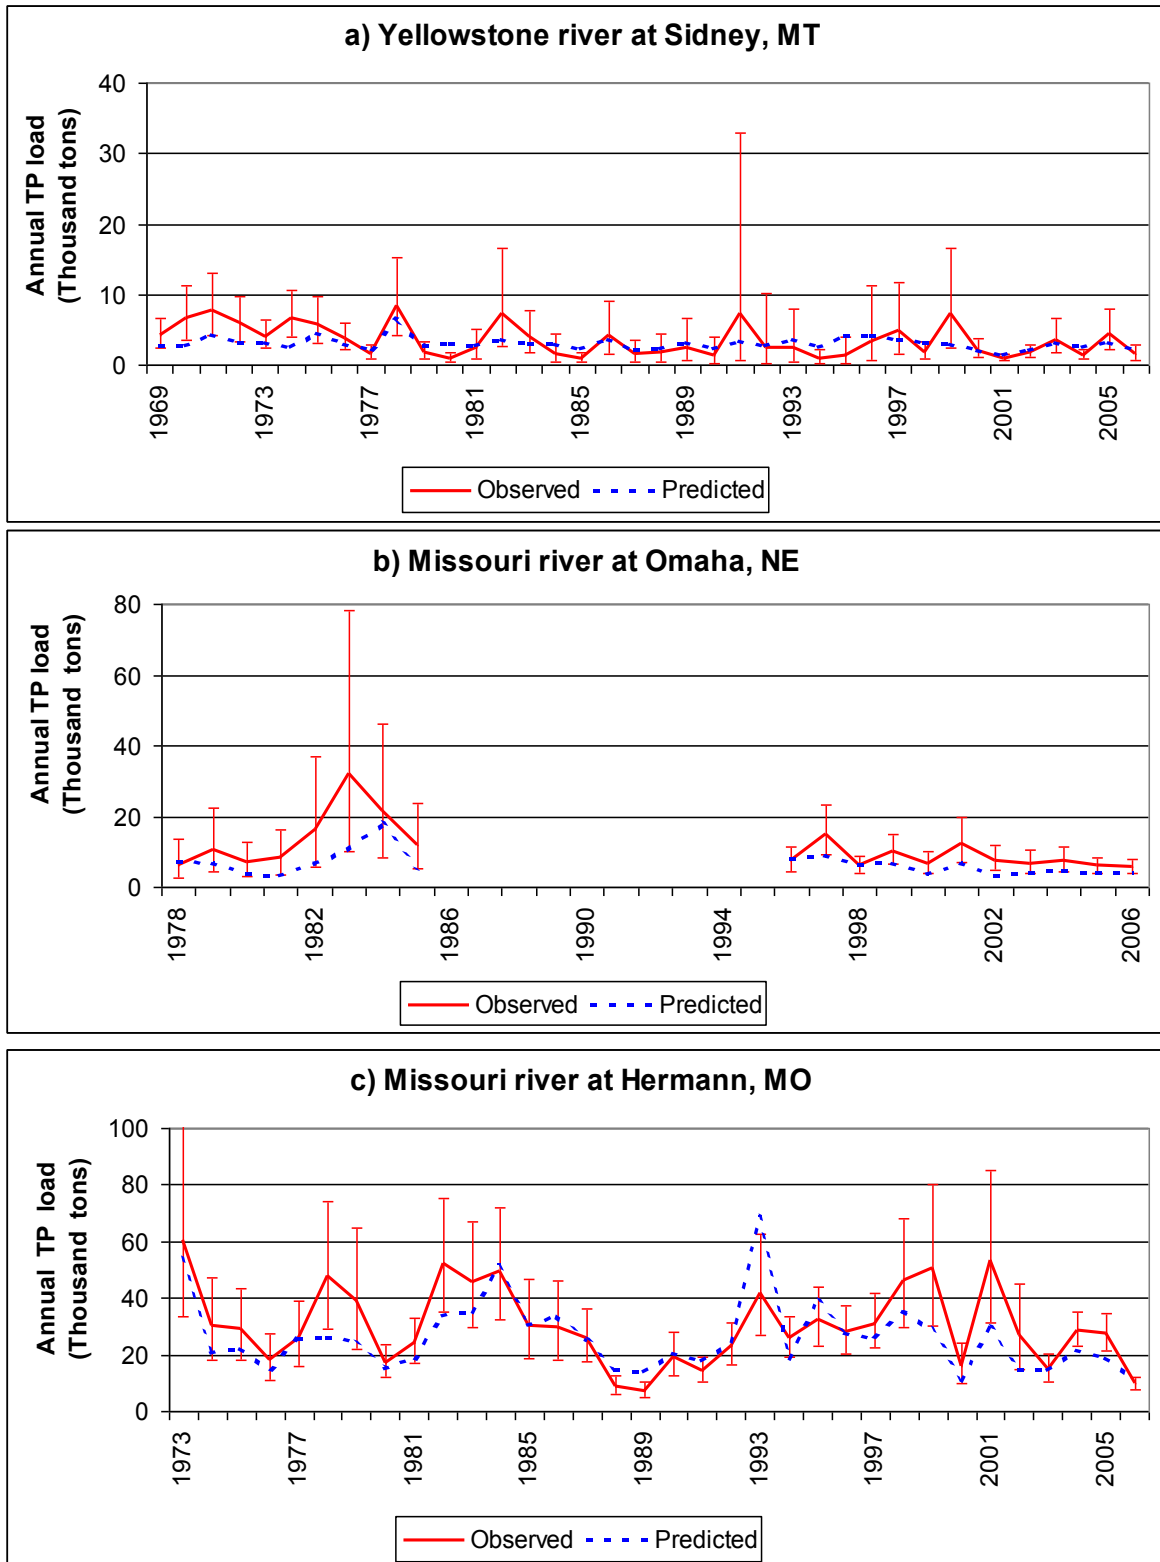 a) Yellowstone river at Sidney, MT
Annual TP load
(Thousand tons)
40
30
20
10
0
1969 1973 1977 1981 1985 1989 1993 1997 2001 2005
Observed Predicted
b) Missouri river at Omaha, NE
Annual TP load
(Thousand tons)
80
60
40
20
0
1978 1982 1986 1990 1994 1998 2002 2006
Observed Predicted
c) Missouri river at Hermann, MO
Annual TP load
(Thousand tons)
100
80
60
40
20
0
1973 1977 1981 1985 1989 1993 1997 2001 2005
Observed Predicted